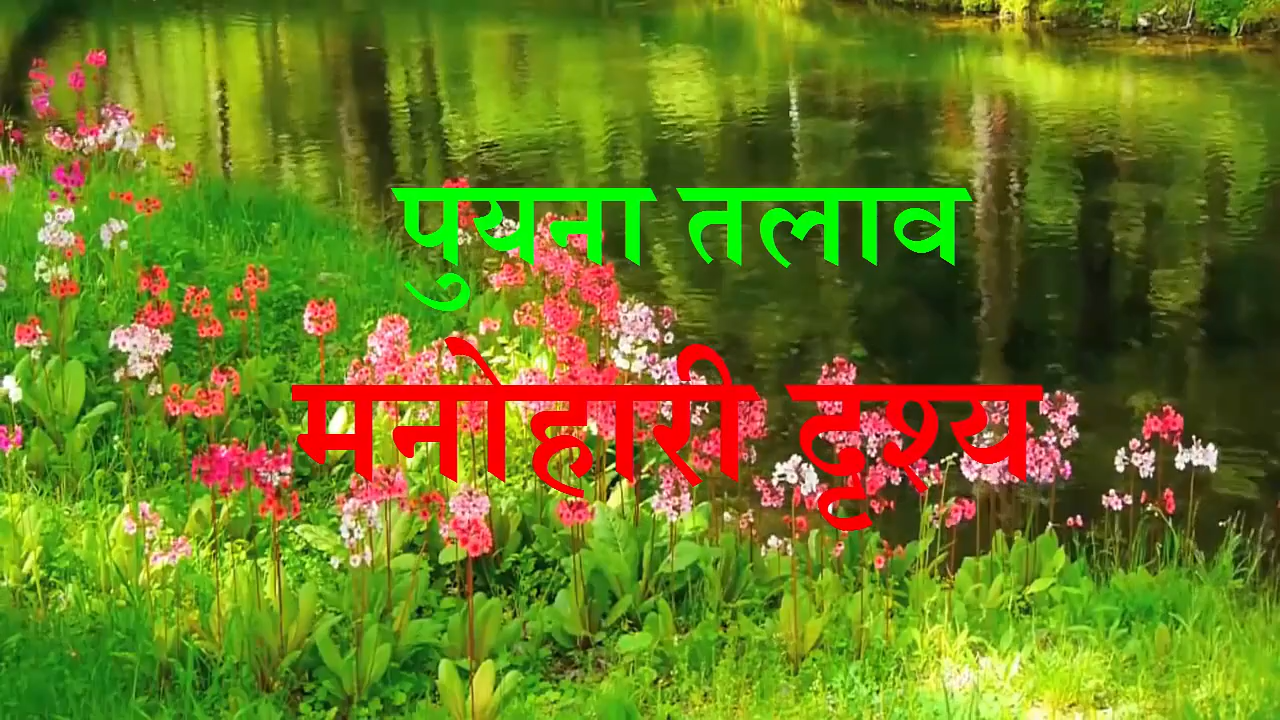 पुयना तलाव
मनोहारी दृश्य